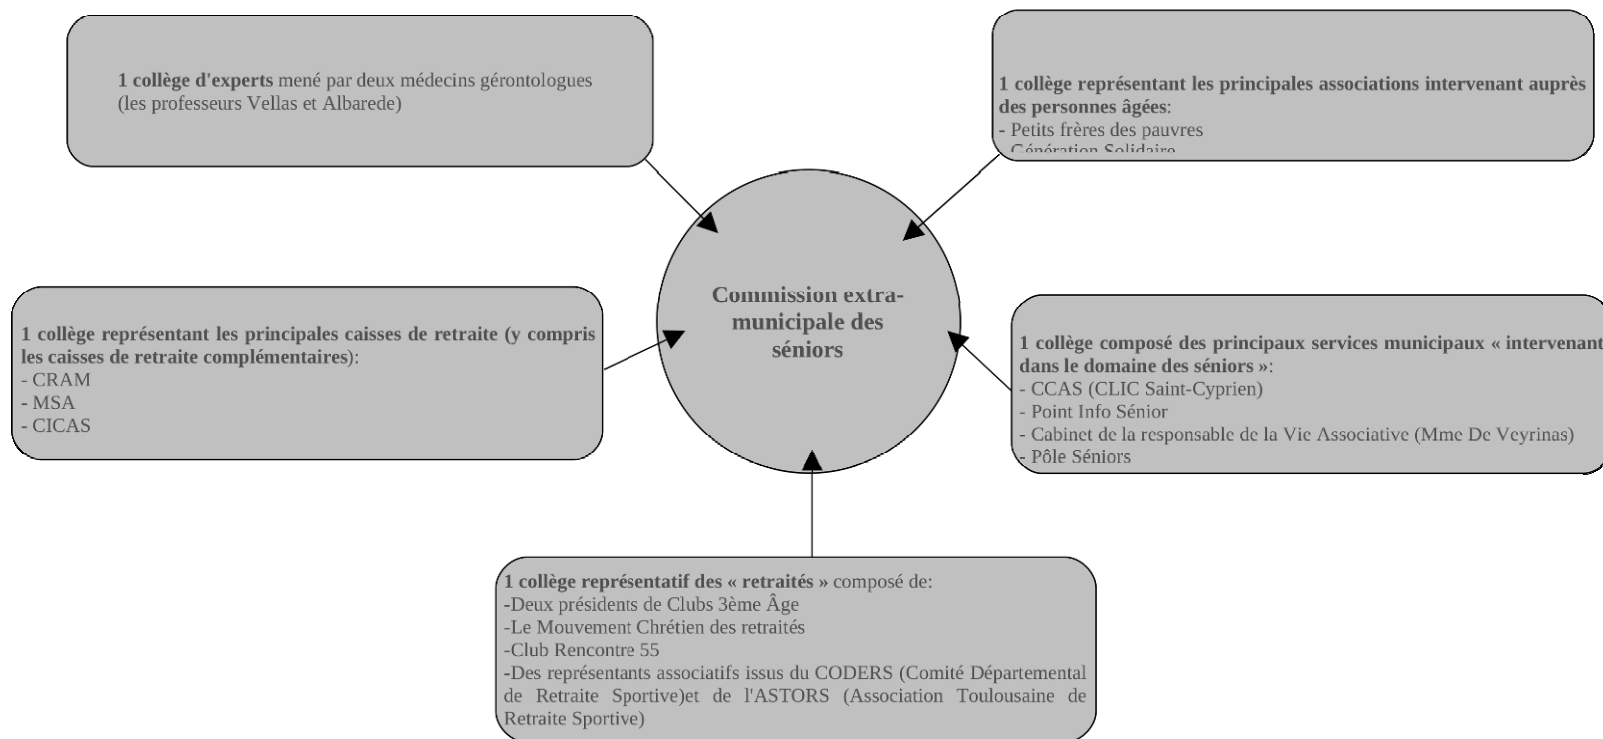 1 collège d'experts mené par deux médecins gérontologues
(les professeurs Vellas et Albarede)
1 collège représentant les principales associations intervenant auprès
des personnes âgées:
- Petits frères des pauvres
- Génération Solidaire
Commission extra-
municipale des
séniors
1 collège représentant les principales caisses de retraite (y compris
les caisses de retraite complémentaires):
- CRAM
- MSA
- CICAS
1 collège composé des principaux services municipaux « intervenant
dans le domaine des séniors »:
- CCAS (CLIC Saint-Cyprien)
- Point Info Sénior
- Cabinet de la responsable de la Vie Associative (Mme De Veyrinas)
- Pôle Séniors
1 collège représentatif des « retraités » composé de:
-Deux présidents de Clubs 3ème Âge
-Le Mouvement Chrétien des retraités
-Club Rencontre 55
-Des représentants associatifs issus du CODERS (Comité Départemental
de Retraite Sportive)et de l'ASTORS (Association Toulousaine de
Retraite Sportive)